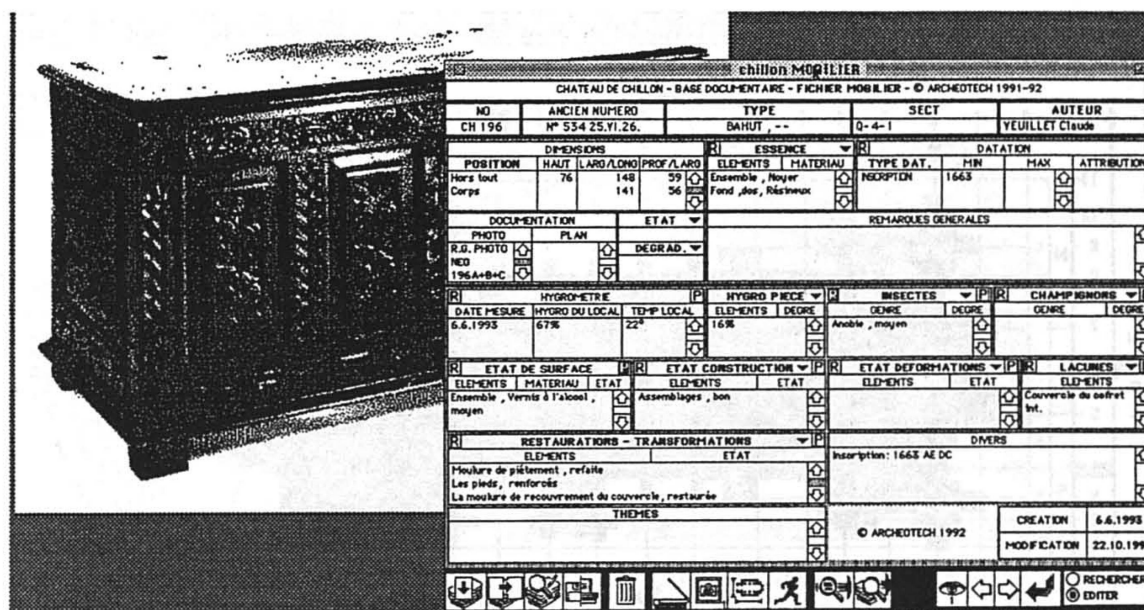 chillon MOBILIER
CHATEAU DE CHILLON - BASE DOCUMENTAIRE - FICHIER MOBILIER - © ARCHEOTECH 1991-92
NO ANCIEN NUMERO TYPE SECT AUTEUR
CH 196 Nº 534 25.VI.26. BAHUT , -- Q-4-1 VEUILLET Claude
DIMENSIONS R ESSENCE R DATATION
POSITION HAUT LARG/LONG PROF/LARG ELEMENTS MATERIAU TYPE DAT. MIN MAX ATTRIBUTION
Hors tout 76 148 59 Ensemble , Noyer INSCRIPTION 1663
Corps 141 56 Fond ,dos, Résineux
DOCUMENTATION ETAT REMARQUES GENERALES
PHOTO PLAN
R.G. PHOTO DEGRAD.
NEG
196A+B+C
R HYGROMETRIE P HYGRO PIECE INSECTES P R CHAMPIGNONS
DATE MESURE HYGRO DU LOCAL TEMP LOCAL ELEMENTS DEGRE GENRE DEGRE GENRE DEGRE
6.6.1993 67% 22° 16% Anobie , moyen
R ETAT DE SURFACE R ETAT CONSTRUCTION P R ETAT DEFORMATIONS P R LACUNES
ELEMENTS MATERIAU ETAT ELEMENTS ETAT ELEMENTS ETAT ELEMENTS
Ensemble , Vernis à l'alcool , Assemblages , bon Couvercle du coffret
moyen int.
R RESTAURATIONS - TRANSFORMATIONS P DIVERS
ELEMENTS ETAT Inscription: 1663 AE DC
Moulure de piètement , refaite
Les pieds, renforcés
La moulure de recouvrement du couvercle, restaurée
THEMES
© ARCHEOTECH 1992
CREATION 6.6.1993
MODIFICATION 22.10.199
RECHERCHE
EDITER